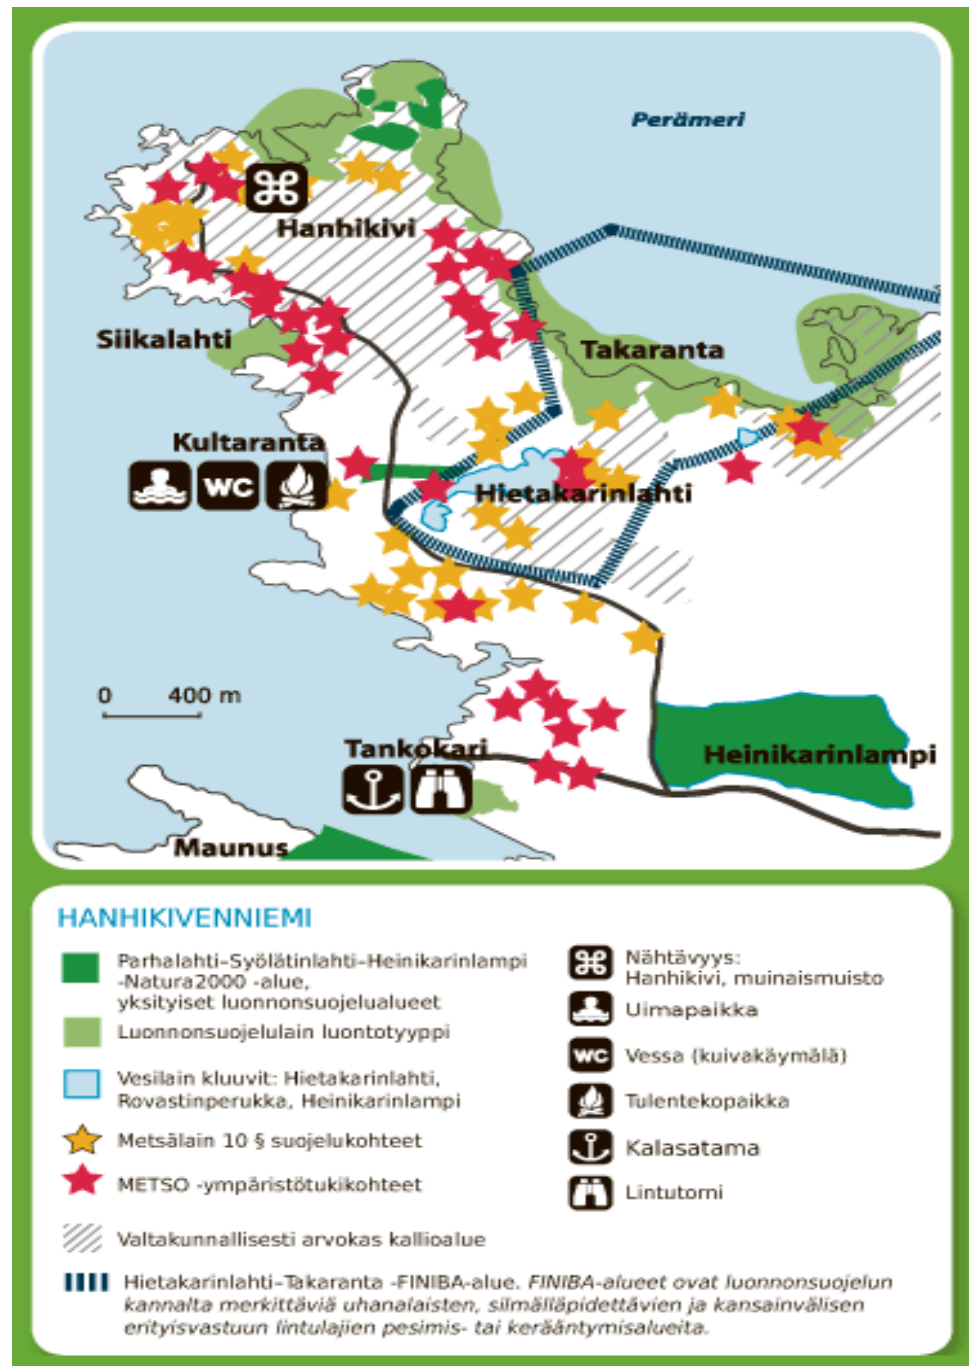 Perämeri
Hanhikivi
Siikalahti
Takaranta
Kultaranta
WC
Hietakarinlahti
0 400 m
Tankokari
Heinikarinlampi
Maunus
HANHIKIVENNIEMI
Parhalahti–Syölätinlahti–Heinikarinlampi
-Natura2000 -alue,
yksityiset luonnonsuojelualueet
Luonnonsuojelulain luontotyyppi
Vesilain kluuvit: Hietakarinlahti,
Rovastinperukka, Heinikarinlampi
Metsälain 10 § suojelukohteet
METSO -ympäristötukikohteet
Valtakunnallisesti arvokas kallioalue
Nähtävyys:
Hanhikivi, muinaismuisto
Uimapaikka
WC
Vessa (kuivakäymälä)
Tulentekopaikka
Kalasatama
Lintutorni
Hietakarinlahti–Takaranta -FINIBA-alue. FINIBA-alueet ovat luonnonsuojelun
kannalta merkittäviä uhanalaisten, silmälläpidettävien ja kansainvälisen
erityisvastuun lintulajien pesimis- tai kerääntymisalueita.